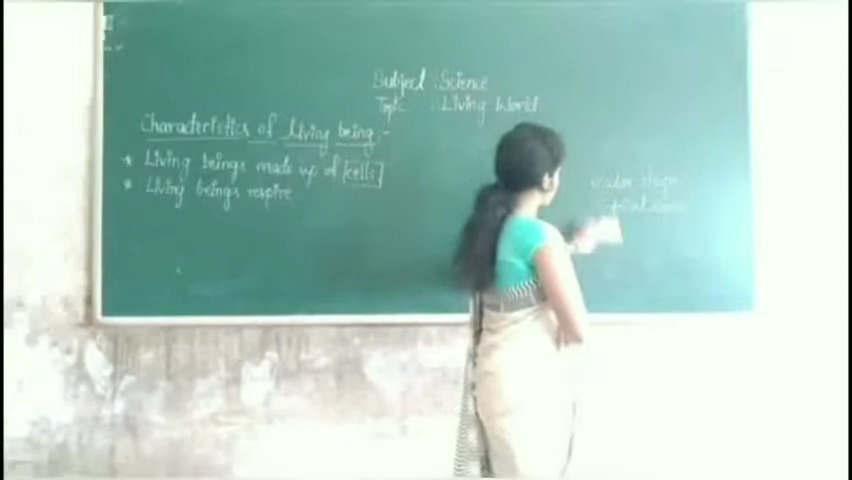 Subject : Science
Topic : Living World
Characteristics of Living being :-
* Living beings made up of [cells]
* Living beings respire